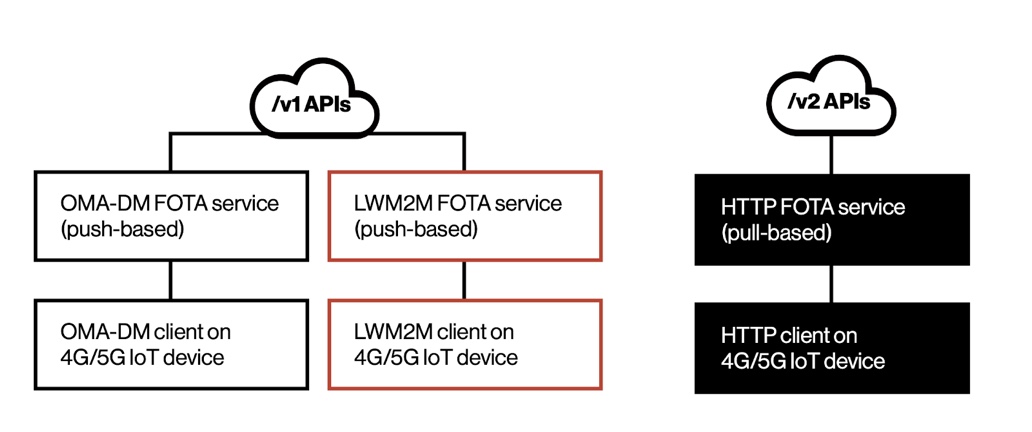 /v1 APIs
OMA-DM FOTA service
(push-based)
LWM2M FOTA service
(push-based)
OMA-DM client on
4G/5G IoT device
LWM2M client on
4G/5G IoT device
/v2 APIs
HTTP FOTA service
(pull-based)
HTTP client on
4G/5G IoT device